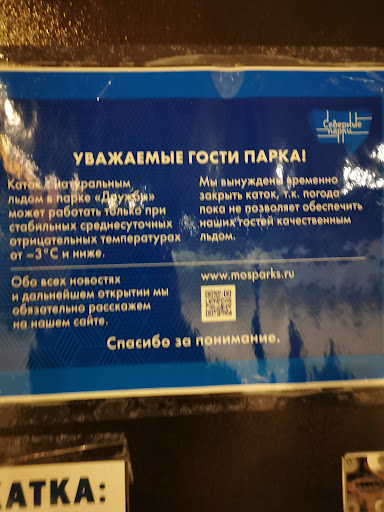 Северные
парки
УВАЖАЕМЫЕ ГОСТИ ПАРКА!
Каток с натуральным
льдом в парке «Дружбы»
может работать только при
стабильных среднесуточных
отрицательных температурах
от –3°С и ниже.
Мы вынуждены временно
закрыть каток, т.к. погода
пока не позволяет обеспечить
наших гостей качественным
льдом.
Обо всех новостях
и дальнейшем открытии мы
обязательно расскажем
на нашем сайте.
www.mosparks.ru
Спасибо за понимание.
КАТКА: